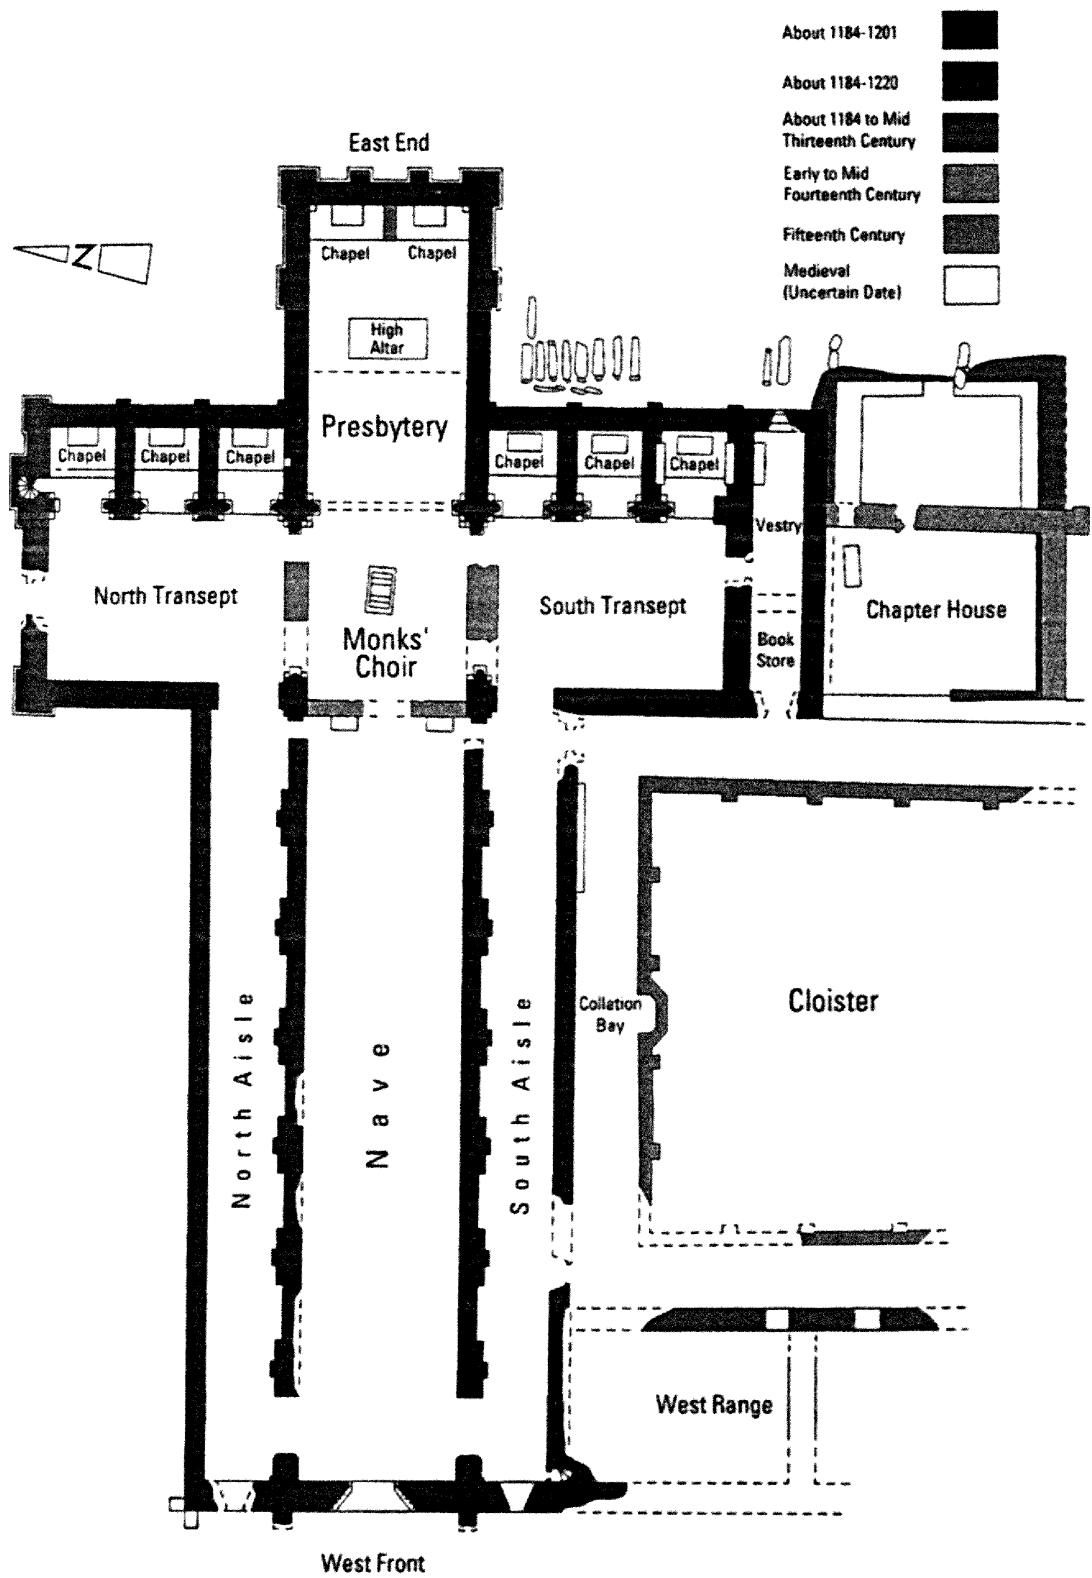 About 1184-1201
About 1184-1220
About 1184 to Mid
Thirteenth Century
Early to Mid
Fourteenth Century
Fifteenth Century
Medieval
(Uncertain Date)
East End
N
Chapel
Chapel
High
Altar
Presbytery
Chapel
Chapel
Chapel
Chapel
Chapel
Chapel
Vestry
North Transept
South Transept
Chapter House
Monks'
Choir
Book
Store
North Aisle
Nave
South Aisle
Collation
Bay
Cloister
West Range
West Front